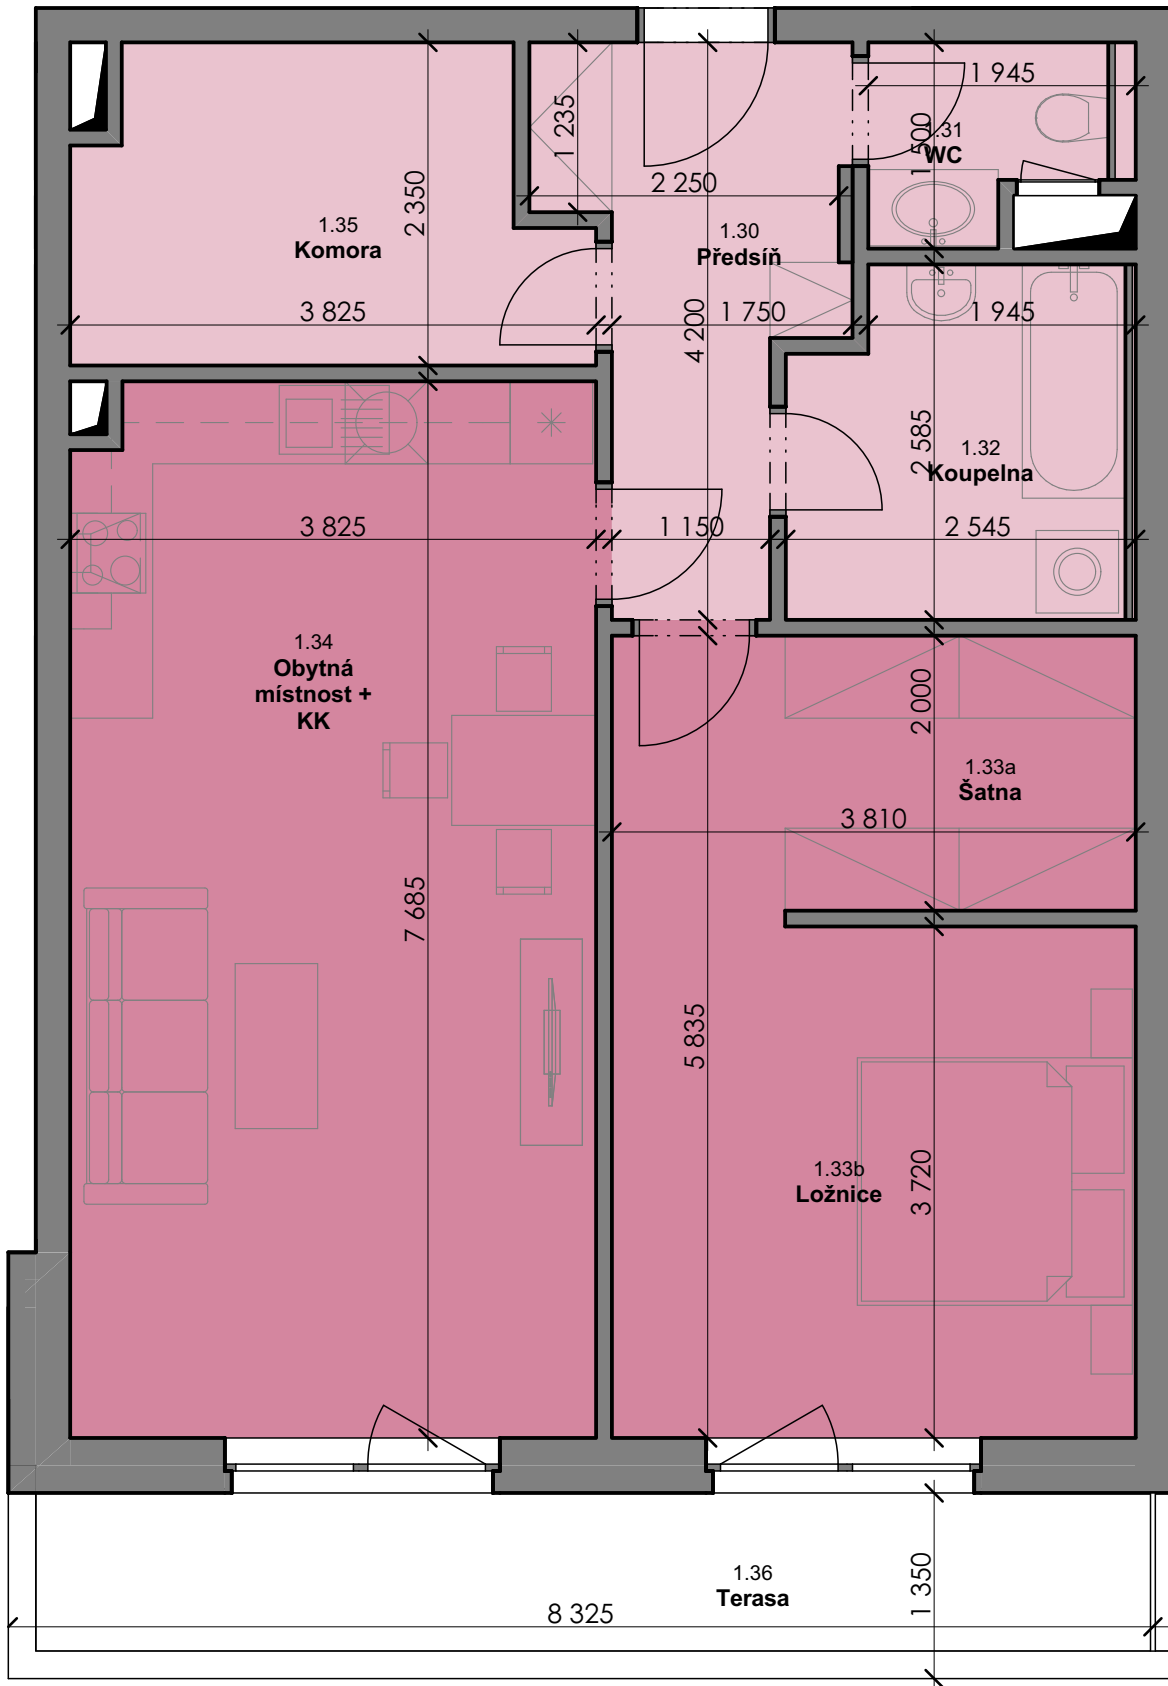 1 945
1 235
1 500
1.31
WC
2 250
2 350
1.35
Komora
1.30
Předsíň
3 825
4 200
1 750
1 945
2 585
1.32
Koupelna
3 825
1 150
2 545
1.34
Obytná
místnost +
KK
2 000
1.33a
Šatna
3 810
7 685
5 835
1.33b
Ložnice
3 720
1.36
Terasa
1 350
8 325